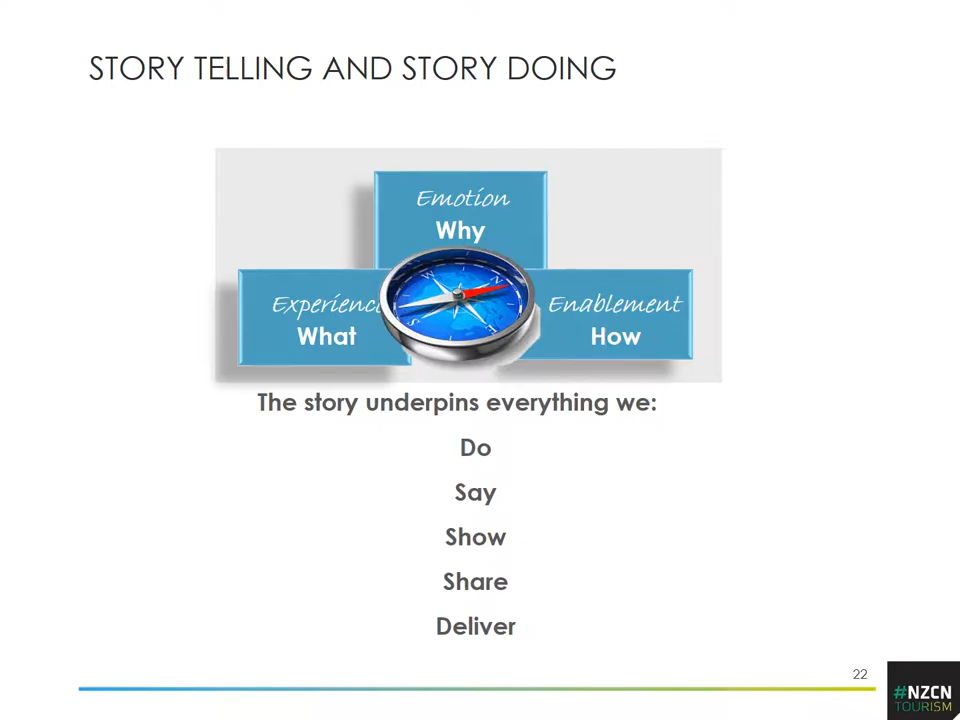 STORY TELLING AND STORY DOING
Emotion
Why
Experience
What
Enablement
How
W
N
S
E
The story underpins everything we:
Do
Say
Show
Share
Deliver
22
#NZCN
TOURISM